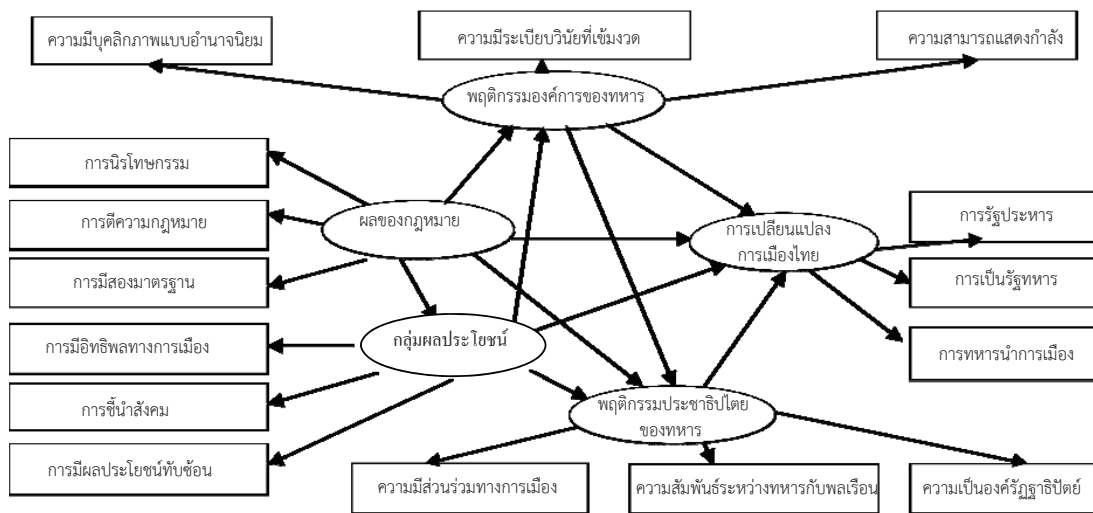 ความมีบุคลิกภาพแบบอำนาจนิยม
ความมีระเบียบวินัยที่เข้มงวด
ความสามารถแสดงกำลัง
พฤติกรรมองค์การของทหาร
การนิรโทษกรรม
การตีความกฎหมาย
ผลของกฎหมาย
การเปลี่ยนแปลง
การเมืองไทย
การรัฐประหาร
การมีสองมาตรฐาน
การเป็นรัฐทหาร
การมีอิทธิพลทางการเมือง
กลุ่มผลประโยชน์
การทหารนำการเมือง
การชี้นำสังคม
พฤติกรรมประชาธิปไตย
ของทหาร
การมีผลประโยชน์ทับซ้อน
ความมีส่วนร่วมทางการเมือง
ความสัมพันธ์ระหว่างทหารกับพลเรือน
ความเป็นองค์รัฏฐาธิปัตย์